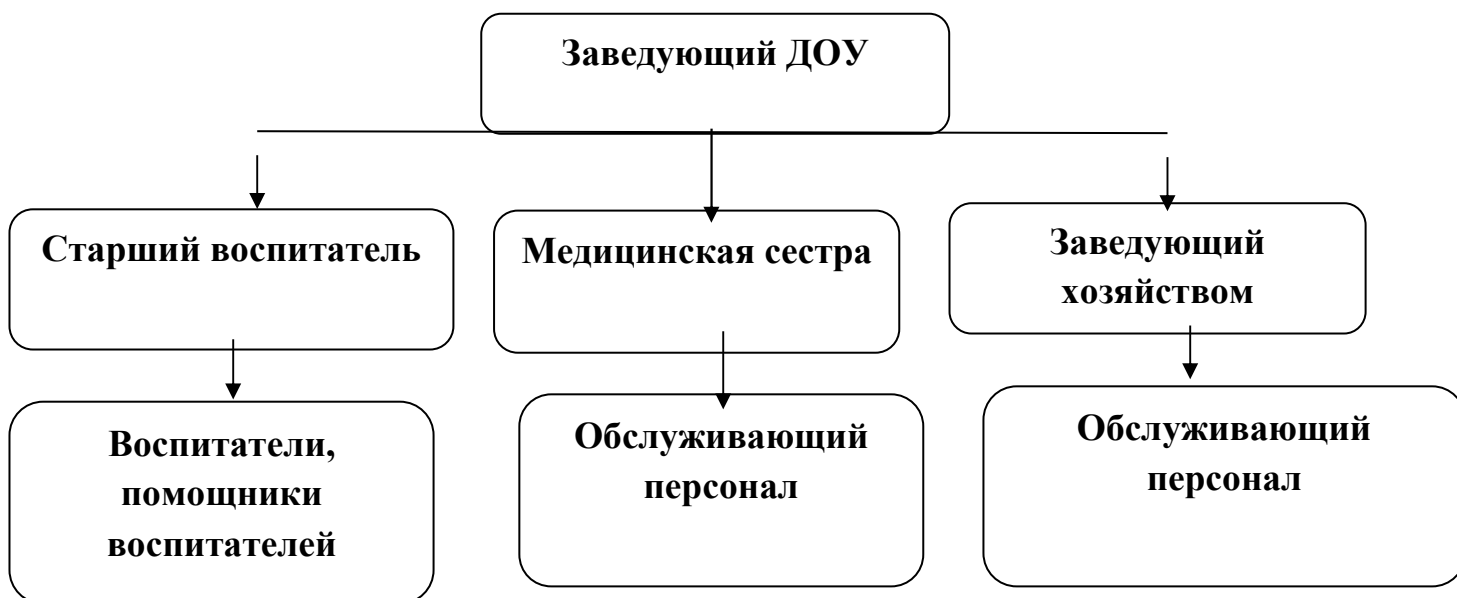 Заведующий ДОУ
Старший воспитатель
Медицинская сестра
Заведующий
хозяйством
Воспитатели,
помощники
воспитателей
Обслуживающий
персонал
Обслуживающий
персонал